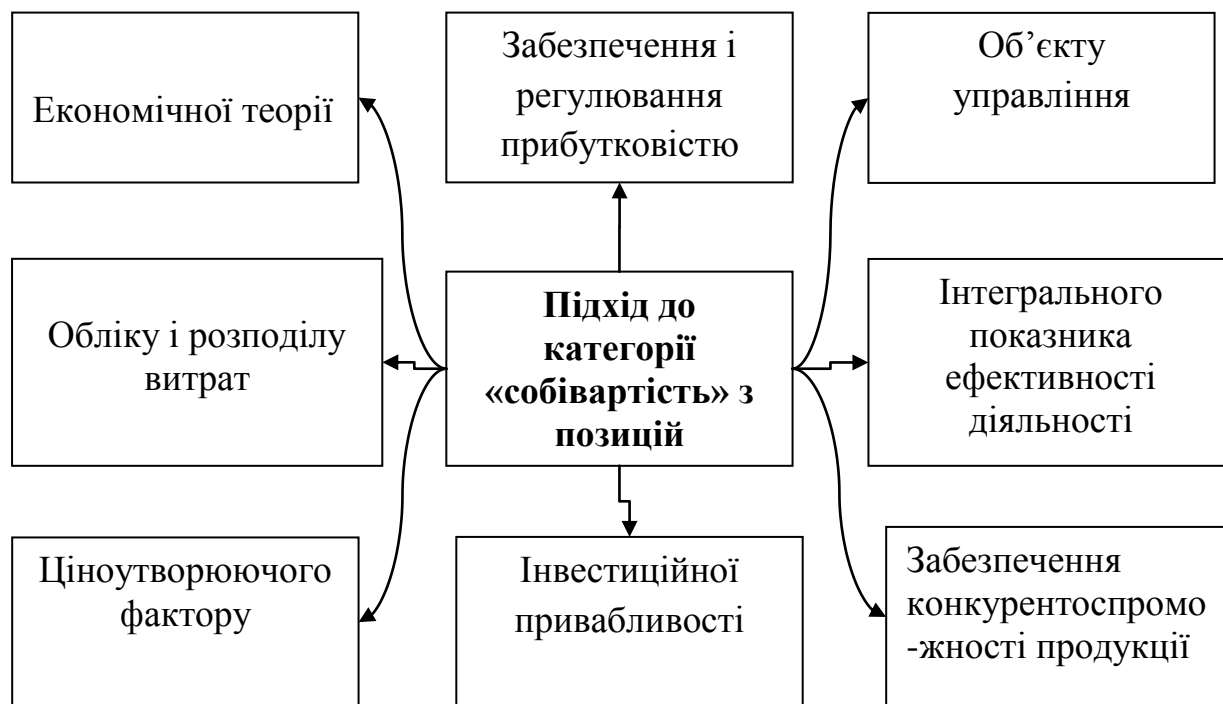 Економічної теорії
Забезпечення і
регулювання
прибутковістю
Об’єкту
управління
Обліку і розподілу
витрат
Підхід до
категорії
«собівартість» з
позицій
Інтегрального
показника
ефективності
діяльності
Ціноутворюючого
фактору
Інвестиційної
привабливості
Забезпечення
конкурентоспромо
-жності продукції